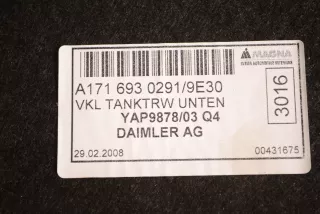 MAGNA
A171 693 0291/9E30
VKL TANKTRW UNTEN
YAP9878/03 Q4
DAIMLER AG
3016
29.02.2008
00431675